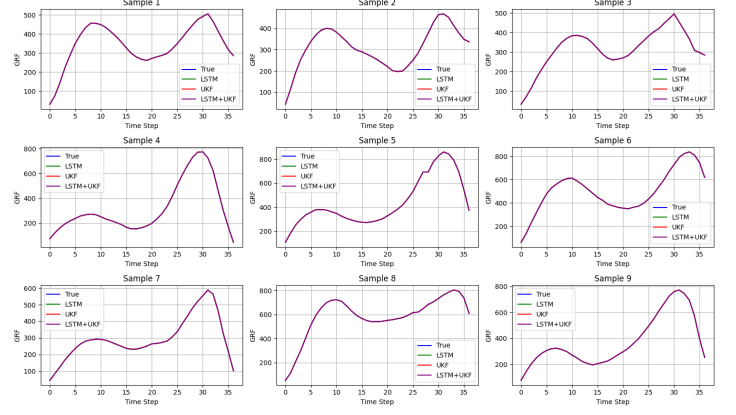 Sample 1
Sample 2
Sample 3
500
400
300
200
100
GRF
True
LSTM
UKF
LSTM+UKF
0 5 10 15 20 25 30 35
Time Step
400
300
200
100
GRF
True
LSTM
UKF
LSTM+UKF
0 5 10 15 20 25 30 35
Time Step
500
400
300
200
100
GRF
True
LSTM
UKF
LSTM+UKF
0 5 10 15 20 25 30 35
Time Step
Sample 4
Sample 5
Sample 6
800
600
400
200
GRF
True
LSTM
UKF
LSTM+UKF
0 5 10 15 20 25 30 35
Time Step
800
600
400
200
GRF
True
LSTM
UKF
LSTM+UKF
0 5 10 15 20 25 30 35
Time Step
800
600
400
200
GRF
True
LSTM
UKF
LSTM+UKF
0 5 10 15 20 25 30 35
Time Step
Sample 7
Sample 8
Sample 9
600
500
400
300
200
100
GRF
True
LSTM
UKF
LSTM+UKF
0 5 10 15 20 25 30 35
Time Step
800
600
400
200
GRF
True
LSTM
UKF
LSTM+UKF
0 5 10 15 20 25 30 35
Time Step
800
600
400
200
GRF
True
LSTM
UKF
LSTM+UKF
0 5 10 15 20 25 30 35
Time Step